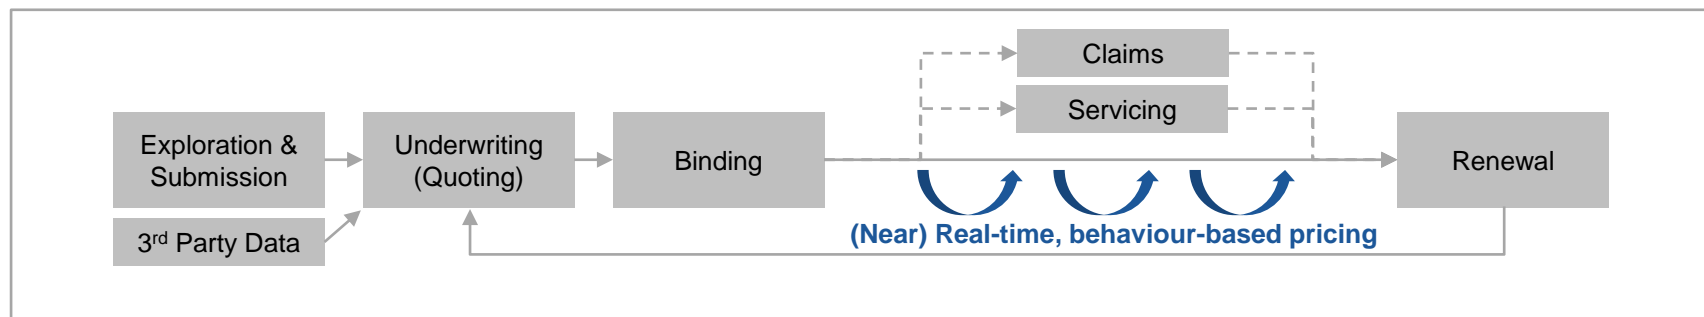 Claims
Servicing
Exploration &
Submission
Underwriting
(Quoting)
Binding
Renewal
3rd Party Data
(Near) Real-time, behaviour-based pricing